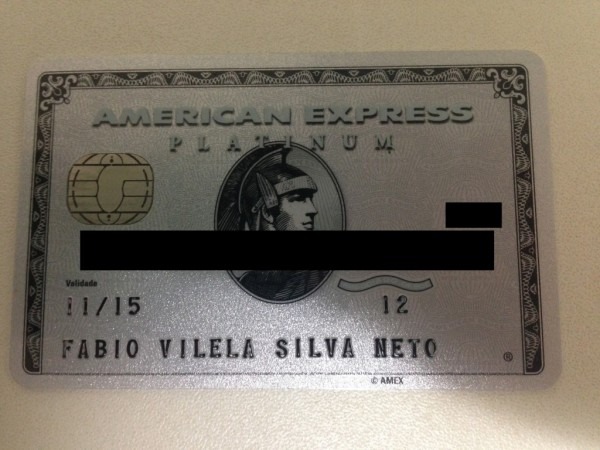 AMERICAN EXPRESS
PLATINUM
Validade
11/15 12
FABIO VILELA SILVA NETO ®
© AMEX